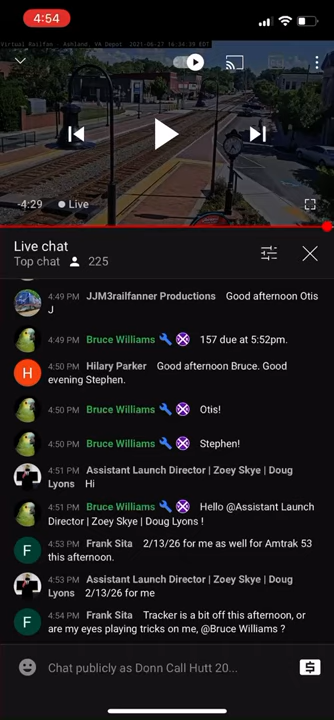 4:54
Virtual Railfan - Ashland, VA Depot 2021-06-27 16:24:39 EDT
-4:29 Live
Live chat
Top chat 225
4:49 PM JJM3railfanner Productions Good afternoon Otis
J
4:49 PM Bruce Williams 157 due at 5:52pm.
4:50 PM Hilary Parker Good afternoon Bruce. Good
evening Stephen.
4:50 PM Bruce Williams Otis!
4:50 PM Bruce Williams Stephen!
4:51 PM Assistant Launch Director | Zoey Skye | Doug
Lyons Hi
4:51 PM Bruce Williams Hello @Assistant Launch
Director | Zoey Skye | Doug Lyons !
4:53 PM Frank Sita 2/13/26 for me as well for Amtrak 53
this afternoon.
4:53 PM Assistant Launch Director | Zoey Skye | Doug
Lyons 2/13/26 for me
4:54 PM Frank Sita Tracker is a bit off this afternoon, or
are my eyes playing tricks on me, @Bruce Williams ?
Chat publicly as Donn Call Hutt 20...